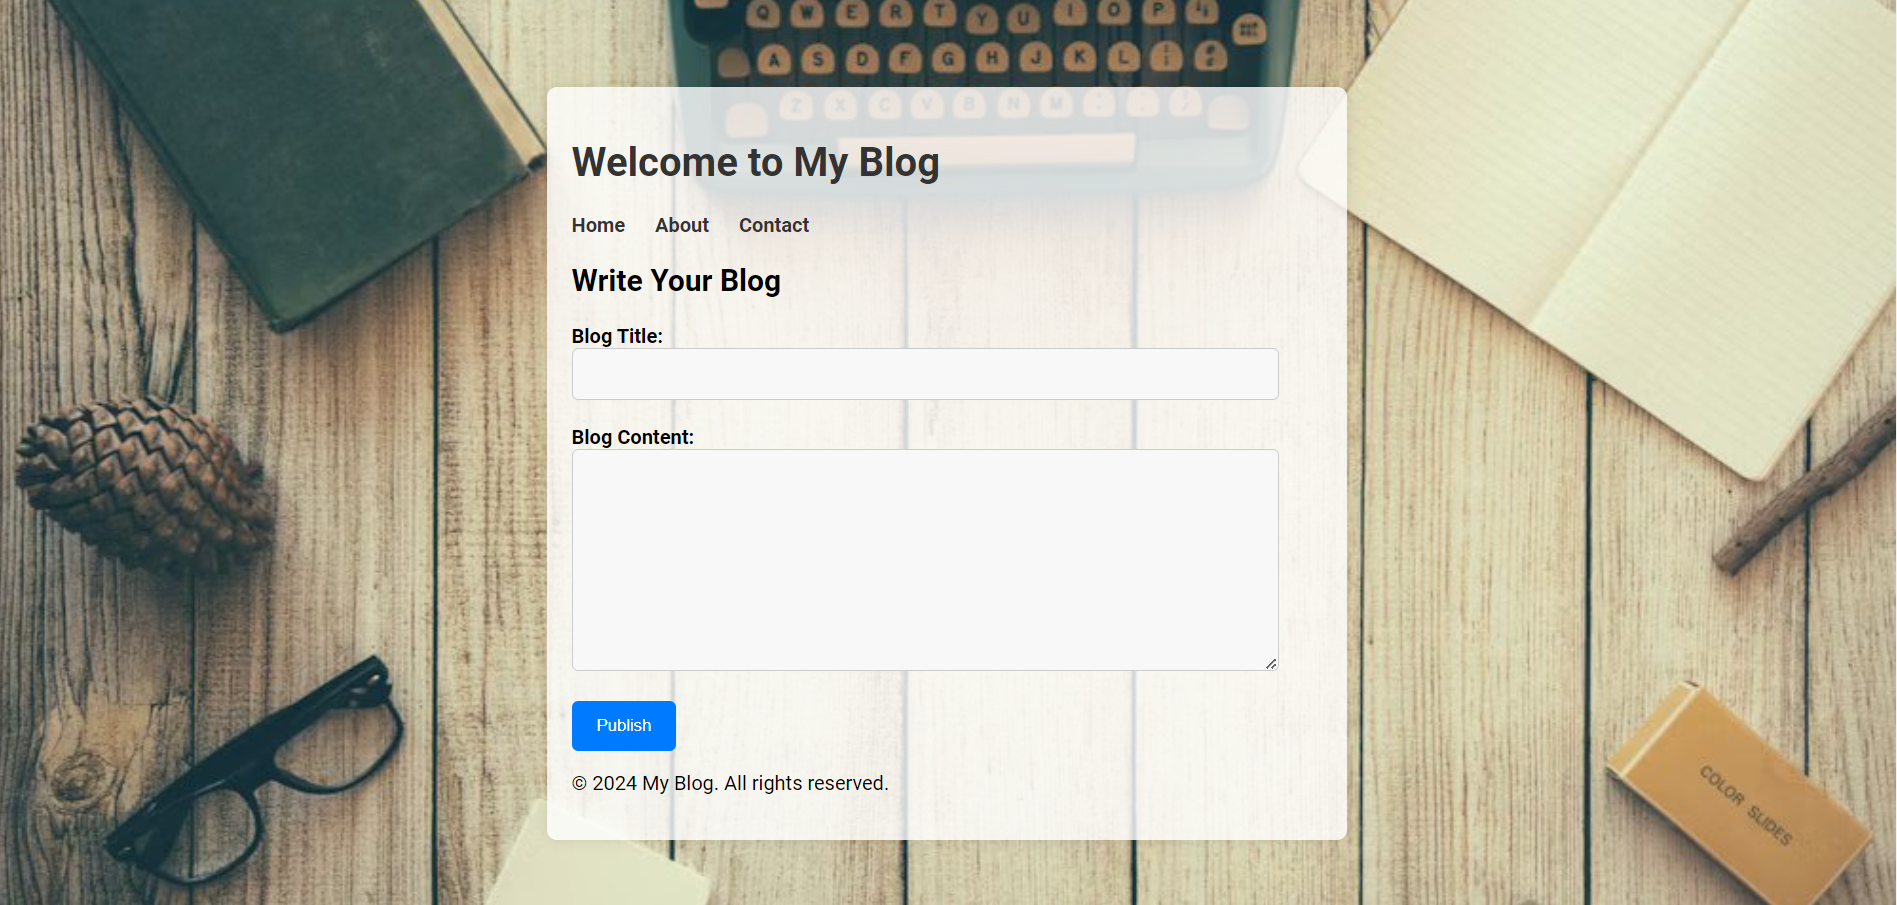 Q W E R T Y U I O P
A S D F G H J K L
Z X C V B N M
Welcome to My Blog
Home About Contact
Write Your Blog
Blog Title:
Blog Content:
Publish
© 2024 My Blog. All rights reserved.
COLOR SLIDES